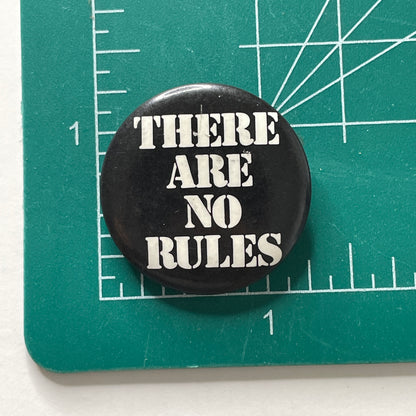 1
THERE
ARE
NO
RULES
1